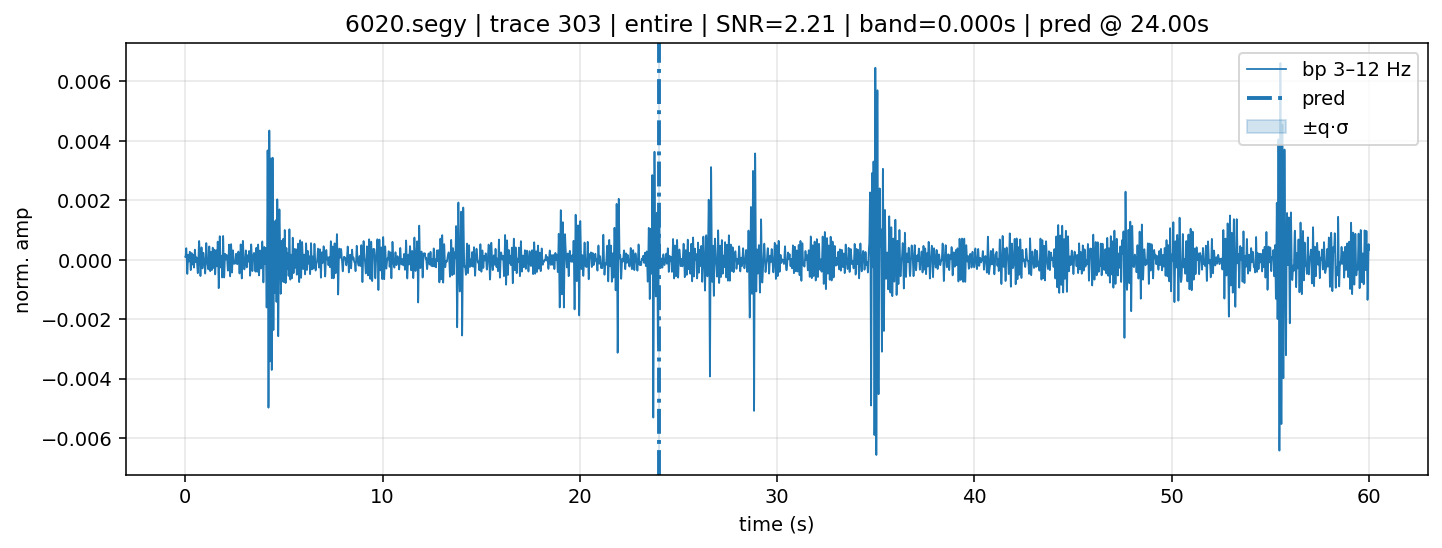 6020.segy | trace 303 | entire | SNR=2.21 | band=0.000s | pred @ 24.00s
bp 3–12 Hz
pred
±q·σ
norm. amp
0.006
0.004
0.002
0.000
−0.002
−0.004
−0.006
0 10 20 30 40 50 60
time (s)